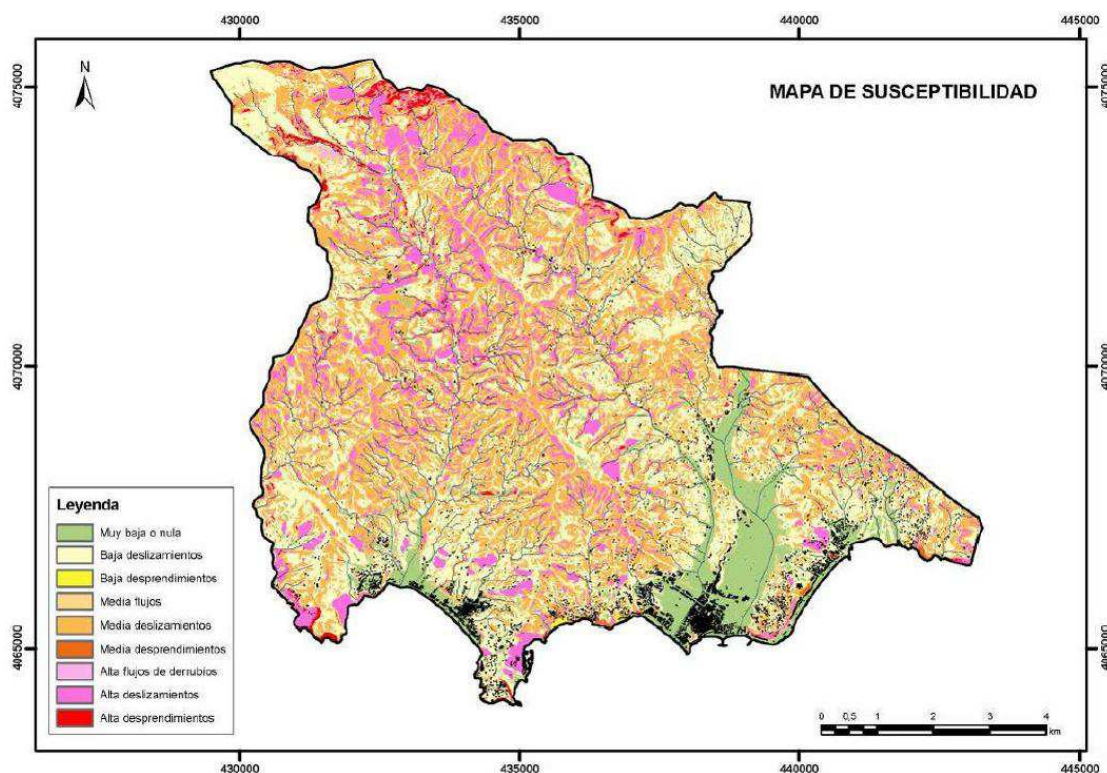 430000 435000 440000 445000
N
MAPA DE SUSCEPTIBILIDAD
4075000 4075000
4070000 4070000
Leyenda
Muy baja o nula
Baja deslizamientos
Baja desprendimientos
Media flujos
Media deslizamientos
Media desprendimientos
Alta flujos de derrubios
Alta deslizamientos
Alta desprendimientos
4065000 4065000
0 0,5 1 2 3 4
km
430000 435000 440000 445000